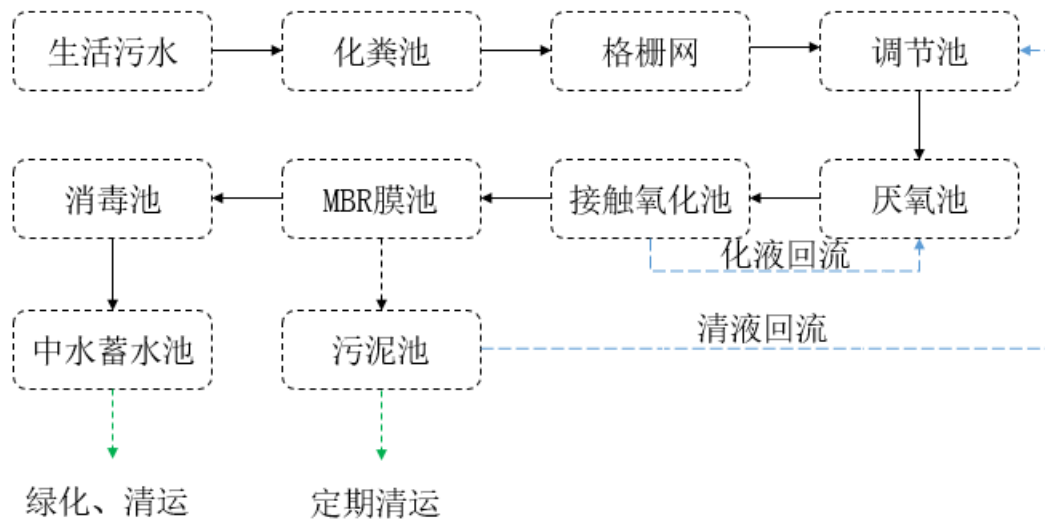 生活污水
化粪池
格栅网
调节池
消毒池
MBR膜池
接触氧化池
厌氧池
化液回流
中水蓄水池
污泥池
清液回流
绿化、清运
定期清运